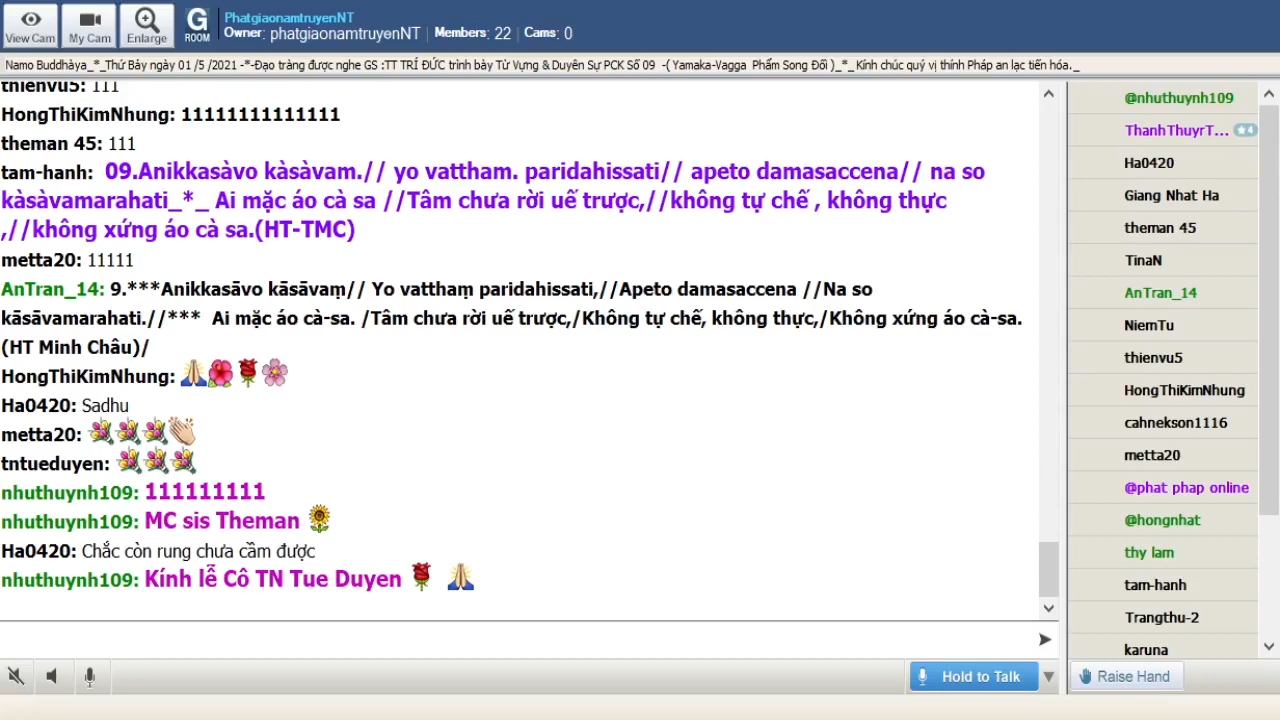 View Cam
My Cam
Enlarge
G
ROOM
PhatgiaonamtruyenNT
Owner: phatgiaonamtruyenNT | Members: 22 | Cams: 0
Namo Buddhàya_*_Thứ Bảy ngày 01 /5 /2021 -*-Đạo tràng được nghe GS :TT TRÍ ĐỨC trình bày Từ Vựng & Duyên Sự PCK Số 09 -( Yamaka-Vagga Phẩm Song Đối )_*_ Kính chúc quý vị thính Pháp an lạc tiến hóa._
thienvu5: 111
HongThiKimNhung: 11111111111111
theman 45: 111
tam-hanh: 09.Anikkasàvo kàsàvam.// yo vattham. paridahissati// apeto damasaccena// na so
kàsàvamarahati_*_ Ai mặc áo cà sa //Tâm chưa rời uế trược,//không tự chế , không thực
,//không xứng áo cà sa.(HT-TMC)
metta20: 11111
AnTran_14: 9.***Anikkasāvo kāsāvaṃ// Yo vatthaṃ paridahissati,//Apeto damasaccena //Na so
kāsāvamarahati.//*** Ai mặc áo cà-sa. /Tâm chưa rời uế trược,/Không tự chế, không thực,/Không xứng áo cà-sa.
(HT Minh Châu)/
HongThiKimNhung: 🙏🌺🌹🌸
Ha0420: Sadhu
metta20: 💐💐💐👏
tntueduyen: 💐💐💐
nhuthuynh109: 111111111
nhuthuynh109: MC sis Theman 🌻
Ha0420: Chắc còn rung chưa cầm được
nhuthuynh109: Kính lễ Cô TN Tue Duyen 🌹 🙏
Hold to Talk
@nhuthuynh109
ThanhThuyrT... ★4
Ha0420
Giang Nhat Ha
theman 45
TinaN
AnTran_14
NiemTu
thienvu5
HongThiKimNhung
cahnekson1116
metta20
@phat phap online
@hongnhat
thy lam
tam-hanh
Trangthu-2
karuna
Raise Hand